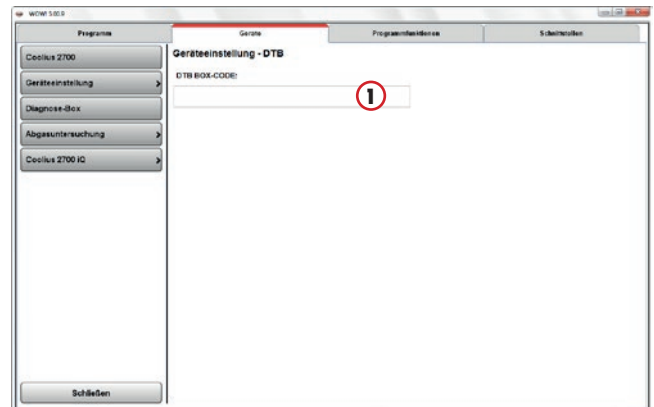 WOW! 5.00.9
Programm
Geräte
Programmfunktionen
Schnittstellen
Coolius 2700
Geräteeinstellung
Diagnose-Box
Abgasuntersuchung
Coolius 2700 iQ
Schließen
Geräteeinstellung - DTB
DTB BOX-CODE:
1